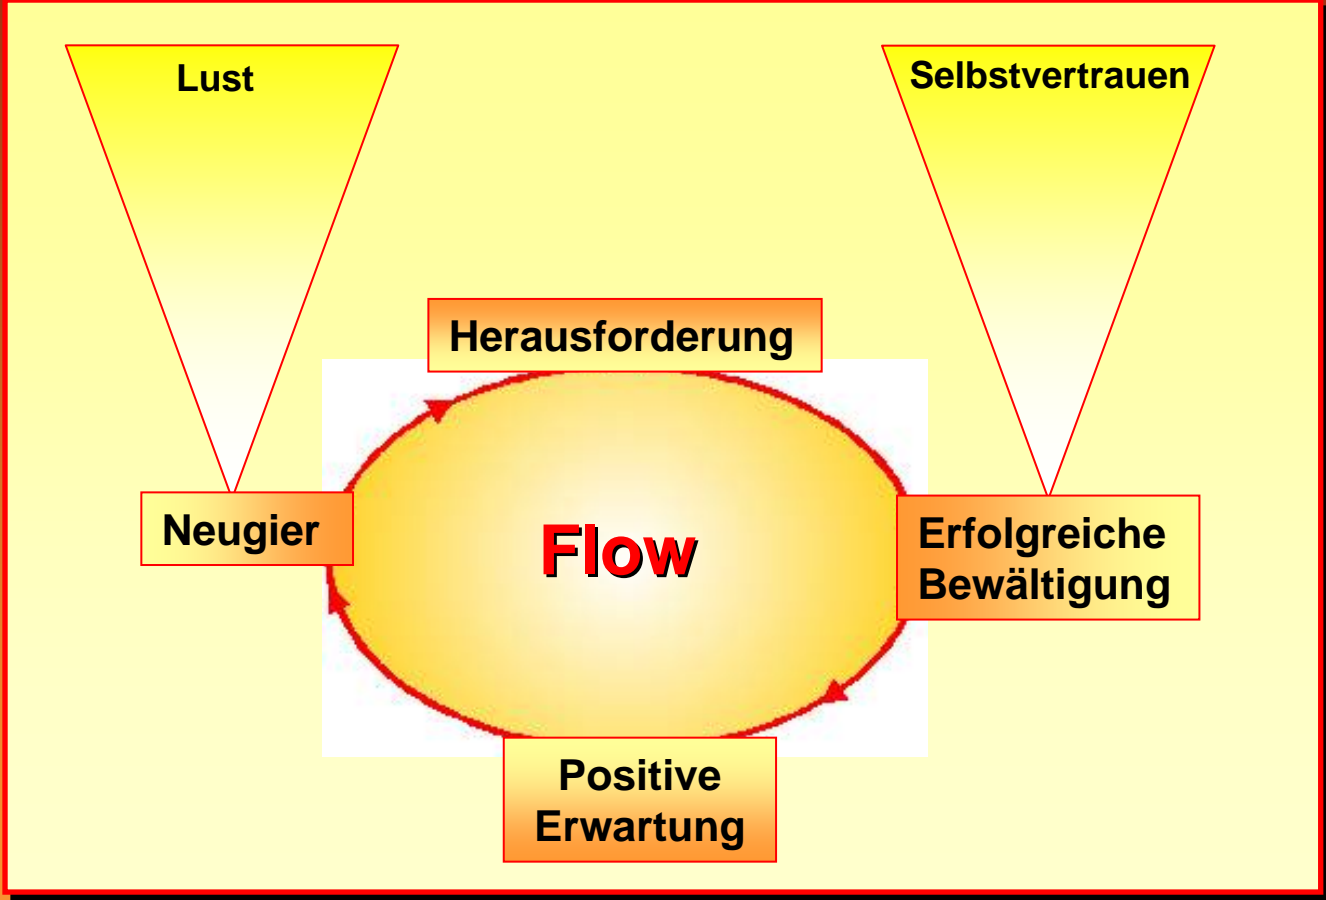 Lust
Selbstvertrauen
Herausforderung
Neugier
Flow
Erfolgreiche
Bewältigung
Positive
Erwartung